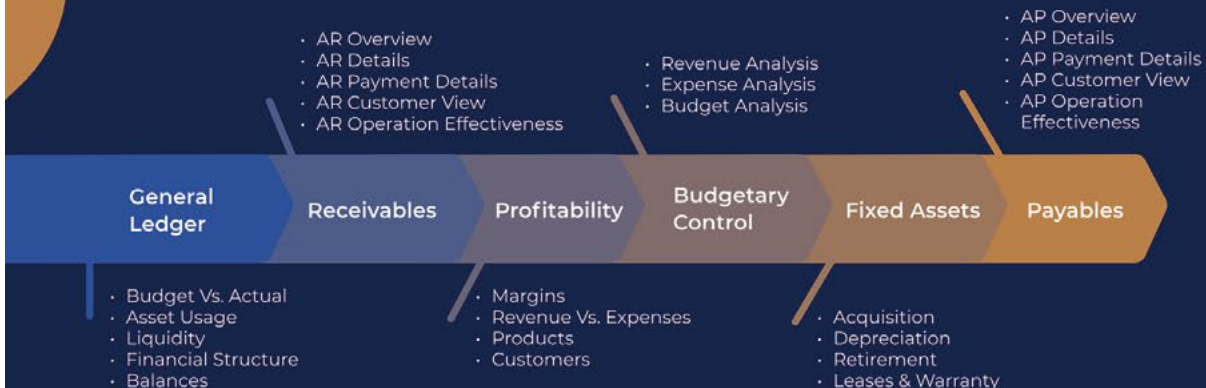 · AR Overview
· AR Details
· AR Payment Details
· AR Customer View
· AR Operation Effectiveness
· Revenue Analysis
· Expense Analysis
· Budget Analysis
· AP Overview
· AP Details
· AP Payment Details
· AP Customer View
· AP Operation
Effectiveness
General
Ledger
Receivables
Profitability
Budgetary
Control
Fixed Assets
Payables
· Budget Vs. Actual
· Asset Usage
· Liquidity
· Financial Structure
· Balances
· Margins
· Revenue Vs. Expenses
· Products
· Customers
· Acquisition
· Depreciation
· Retirement
· Leases & Warranty